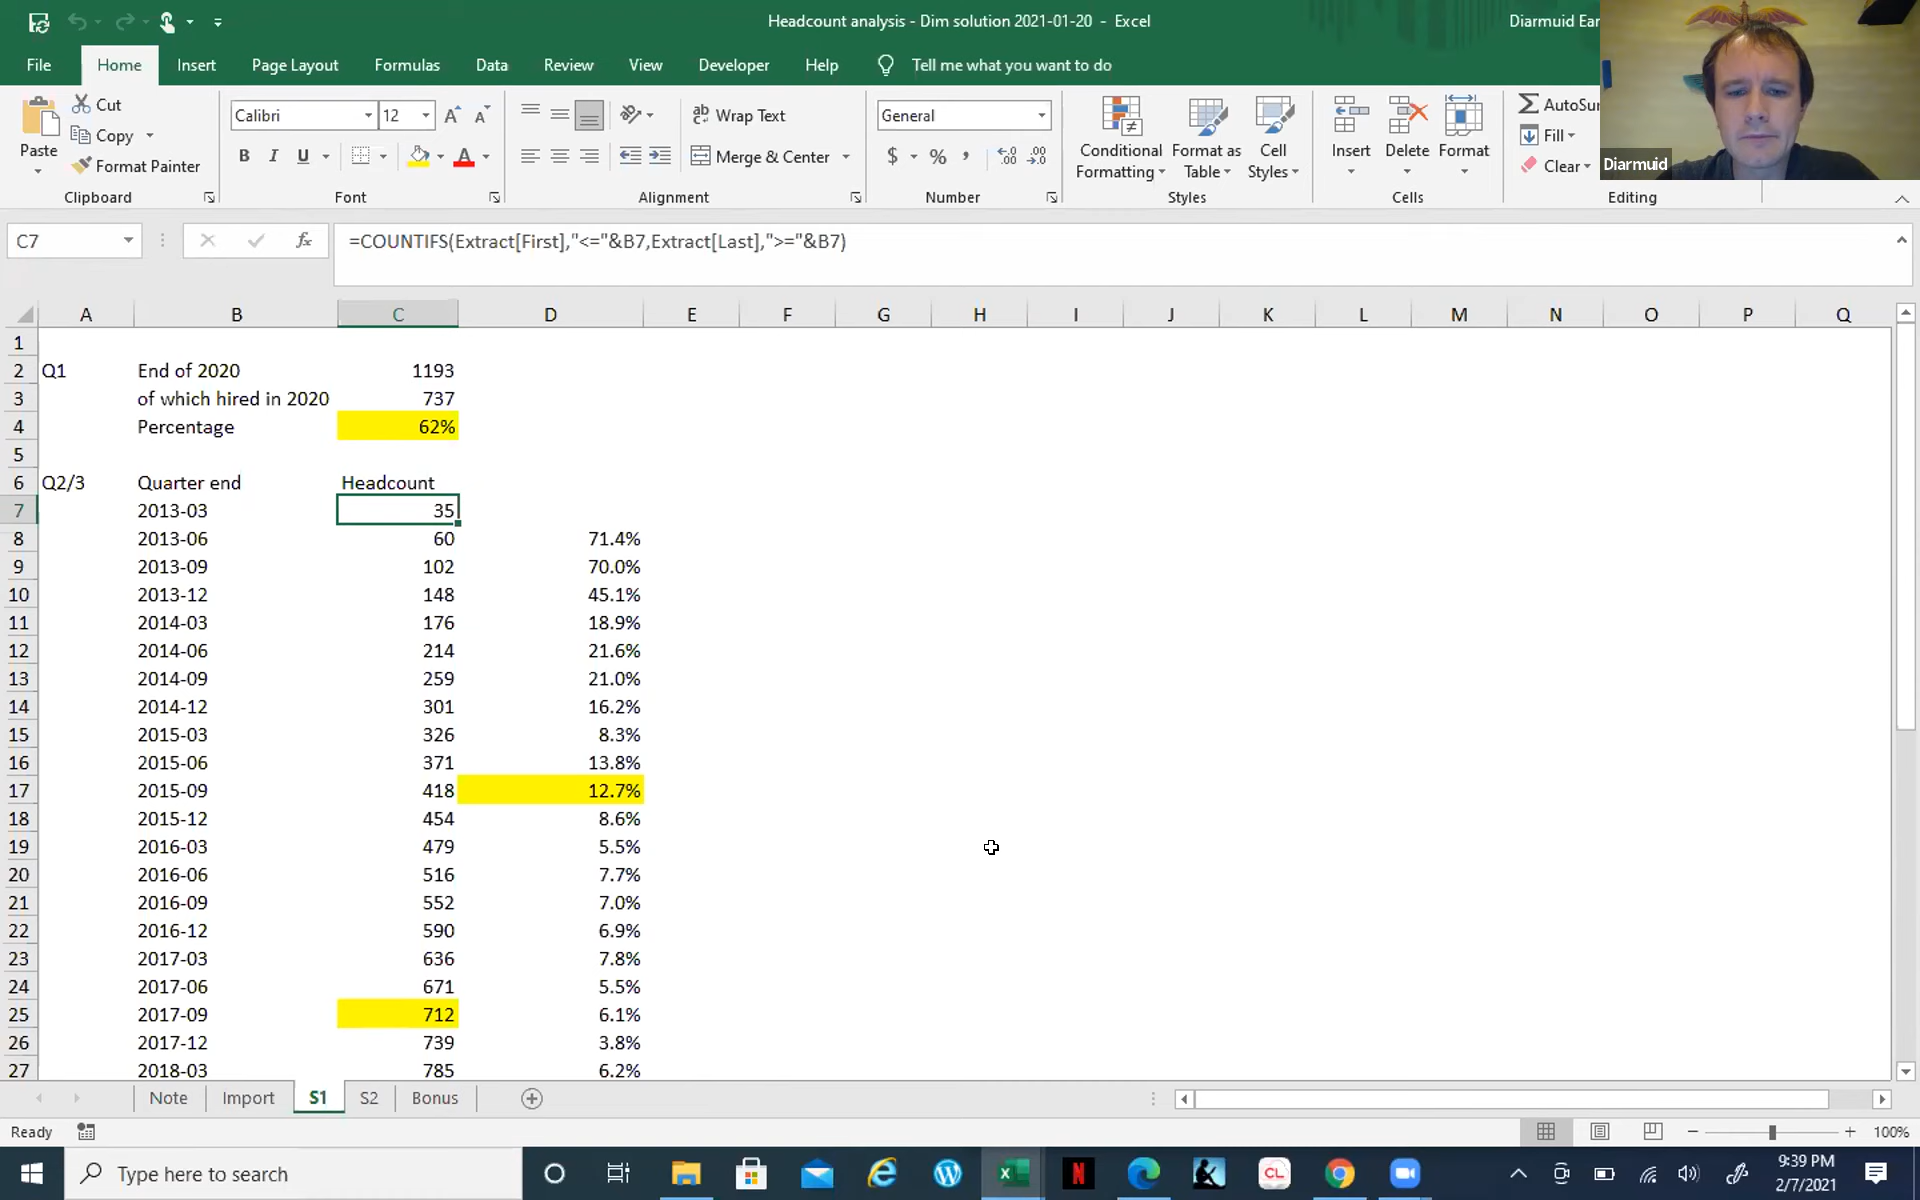 Headcount analysis - Dim solution 2021-01-20 - Excel
Diarmuid Ear
File Home Insert Page Layout Formulas Data Review View Developer Help Tell me what you want to do
Paste
Cut
Copy
Format Painter
Clipboard
Calibri 12
B I U
Font
Wrap Text
Merge & Center
Alignment
General
$ % ,
Number
Conditional Formatting
Format as Table
Cell Styles
Styles
Insert Delete Format
Cells
AutoSu
Fill
Clear
Editing
Diarmuid
C7 fx =COUNTIFS(Extract[First],"<="&B7,Extract[Last],">="&B7)
A B C D E F G H I J K L M N O P Q
1
2 Q1 End of 2020 1193
3 of which hired in 2020 737
4 Percentage 62%
5
6 Q2/3 Quarter end Headcount
7 2013-03 35
8 2013-06 60 71.4%
9 2013-09 102 70.0%
10 2013-12 148 45.1%
11 2014-03 176 18.9%
12 2014-06 214 21.6%
13 2014-09 259 21.0%
14 2014-12 301 16.2%
15 2015-03 326 8.3%
16 2015-06 371 13.8%
17 2015-09 418 12.7%
18 2015-12 454 8.6%
19 2016-03 479 5.5%
20 2016-06 516 7.7%
21 2016-09 552 7.0%
22 2016-12 590 6.9%
23 2017-03 636 7.8%
24 2017-06 671 5.5%
25 2017-09 712 6.1%
26 2017-12 739 3.8%
27 2018-03 785 6.2%
Note Import S1 S2 Bonus
Ready 100%
Type here to search
9:39 PM
2/7/2021